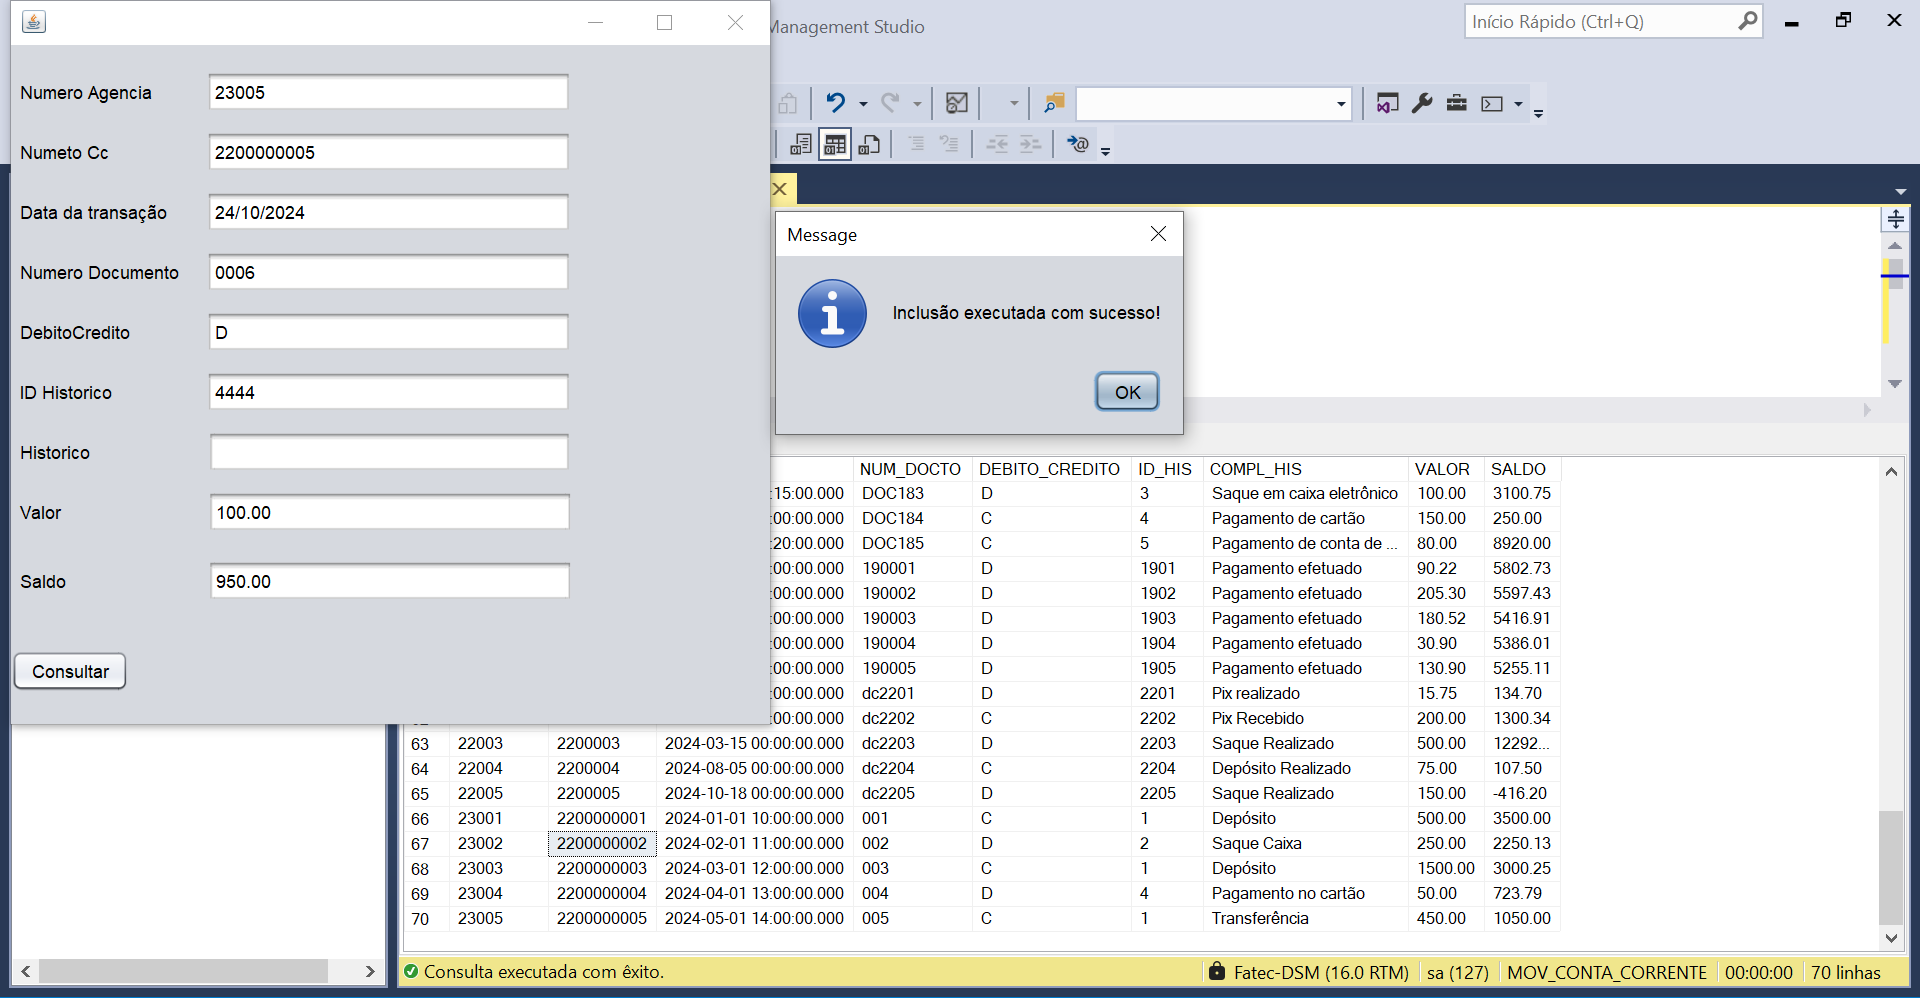 Management Studio
Início Rápido (Ctrl+Q)
Numero Agencia 23005
Numeto Cc 2200000005
Data da transação 24/10/2024
Numero Documento 0006
DebitoCredito D
ID Historico 4444
Historico
Valor 100.00
Saldo 950.00
Consultar
Message
Inclusão executada com sucesso!
OK
NUM_DOCTO DEBITO_CREDITO ID_HIS COMPL_HIS VALOR SALDO
:15:00.000 DOC183 D 3 Saque em caixa eletrônico 100.00 3100.75
:00:00.000 DOC184 C 4 Pagamento de cartão 150.00 250.00
:20:00.000 DOC185 C 5 Pagamento de conta de ... 80.00 8920.00
:00:00.000 190001 D 1901 Pagamento efetuado 90.22 5802.73
:00:00.000 190002 D 1902 Pagamento efetuado 205.30 5597.43
:00:00.000 190003 D 1903 Pagamento efetuado 180.52 5416.91
:00:00.000 190004 D 1904 Pagamento efetuado 30.90 5386.01
:00:00.000 190005 D 1905 Pagamento efetuado 130.90 5255.11
:00:00.000 dc2201 D 2201 Pix realizado 15.75 134.70
:00:00.000 dc2202 C 2202 Pix Recebido 200.00 1300.34
63 22003 2200003 2024-03-15 00:00:00.000 dc2203 D 2203 Saque Realizado 500.00 12292...
64 22004 2200004 2024-08-05 00:00:00.000 dc2204 C 2204 Depósito Realizado 75.00 107.50
65 22005 2200005 2024-10-18 00:00:00.000 dc2205 D 2205 Saque Realizado 150.00 -416.20
66 23001 2200000001 2024-01-01 10:00:00.000 001 C 1 Depósito 500.00 3500.00
67 23002 2200000002 2024-02-01 11:00:00.000 002 D 2 Saque Caixa 250.00 2250.13
68 23003 2200000003 2024-03-01 12:00:00.000 003 C 1 Depósito 1500.00 3000.25
69 23004 2200000004 2024-04-01 13:00:00.000 004 D 4 Pagamento no cartão 50.00 723.79
70 23005 2200000005 2024-05-01 14:00:00.000 005 C 1 Transferência 450.00 1050.00
Consulta executada com êxito. Fatec-DSM (16.0 RTM) sa (127) MOV_CONTA_CORRENTE 00:00:00 70 linhas